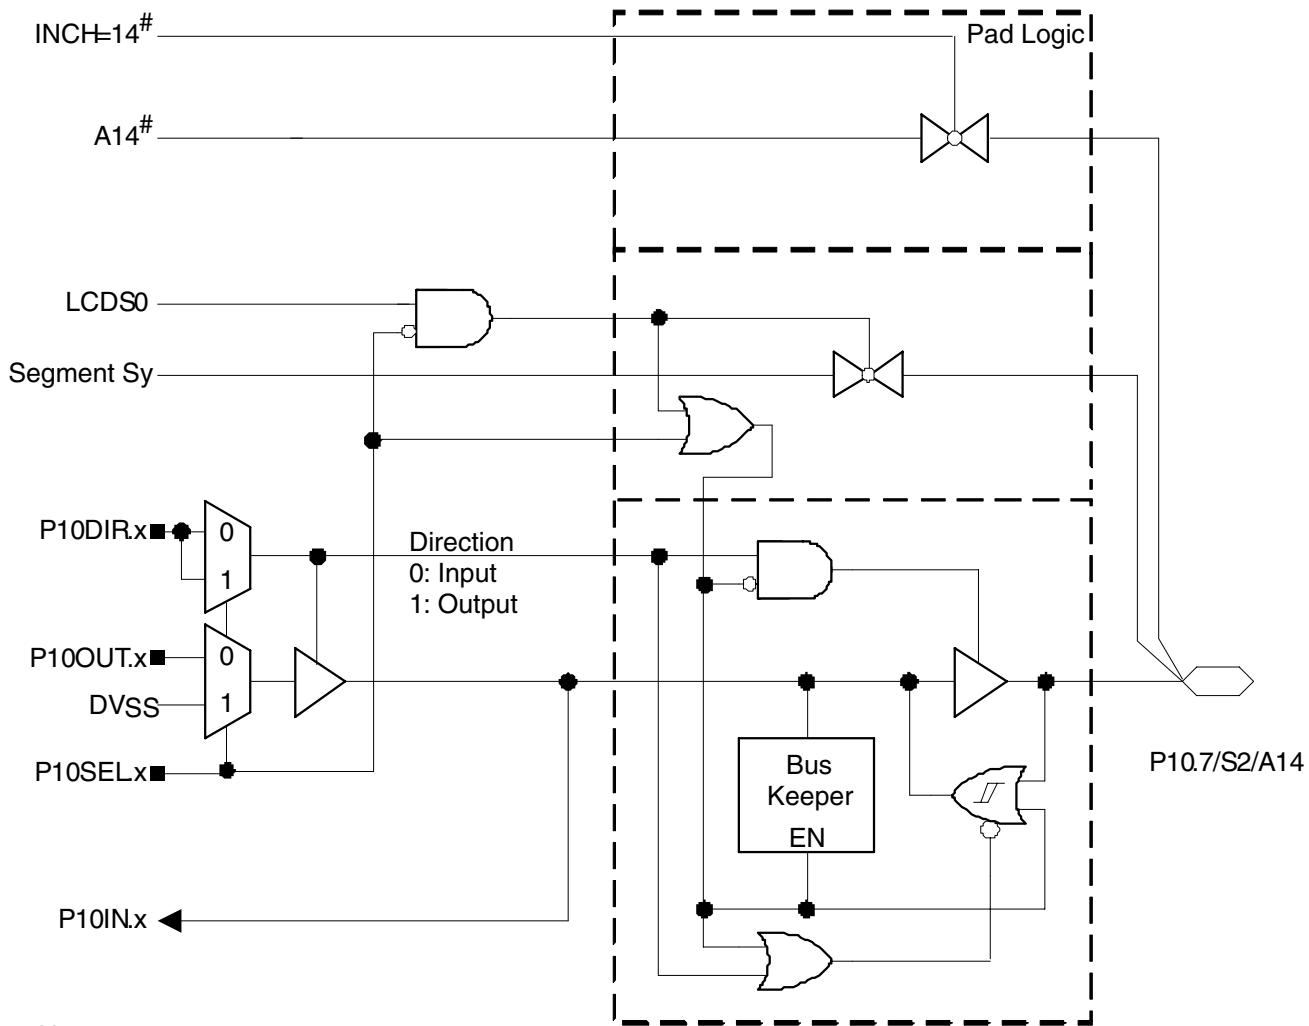 INCH=14#
Pad Logic
A14#
LCDS0
Segment Sy
P10DIR.x
0
1
Direction
0: Input
1: Output
P10OUT.x
0
DVSS
1
P10SEL.x
Bus
Keeper
EN
P10.7/S2/A14
P10IN.x